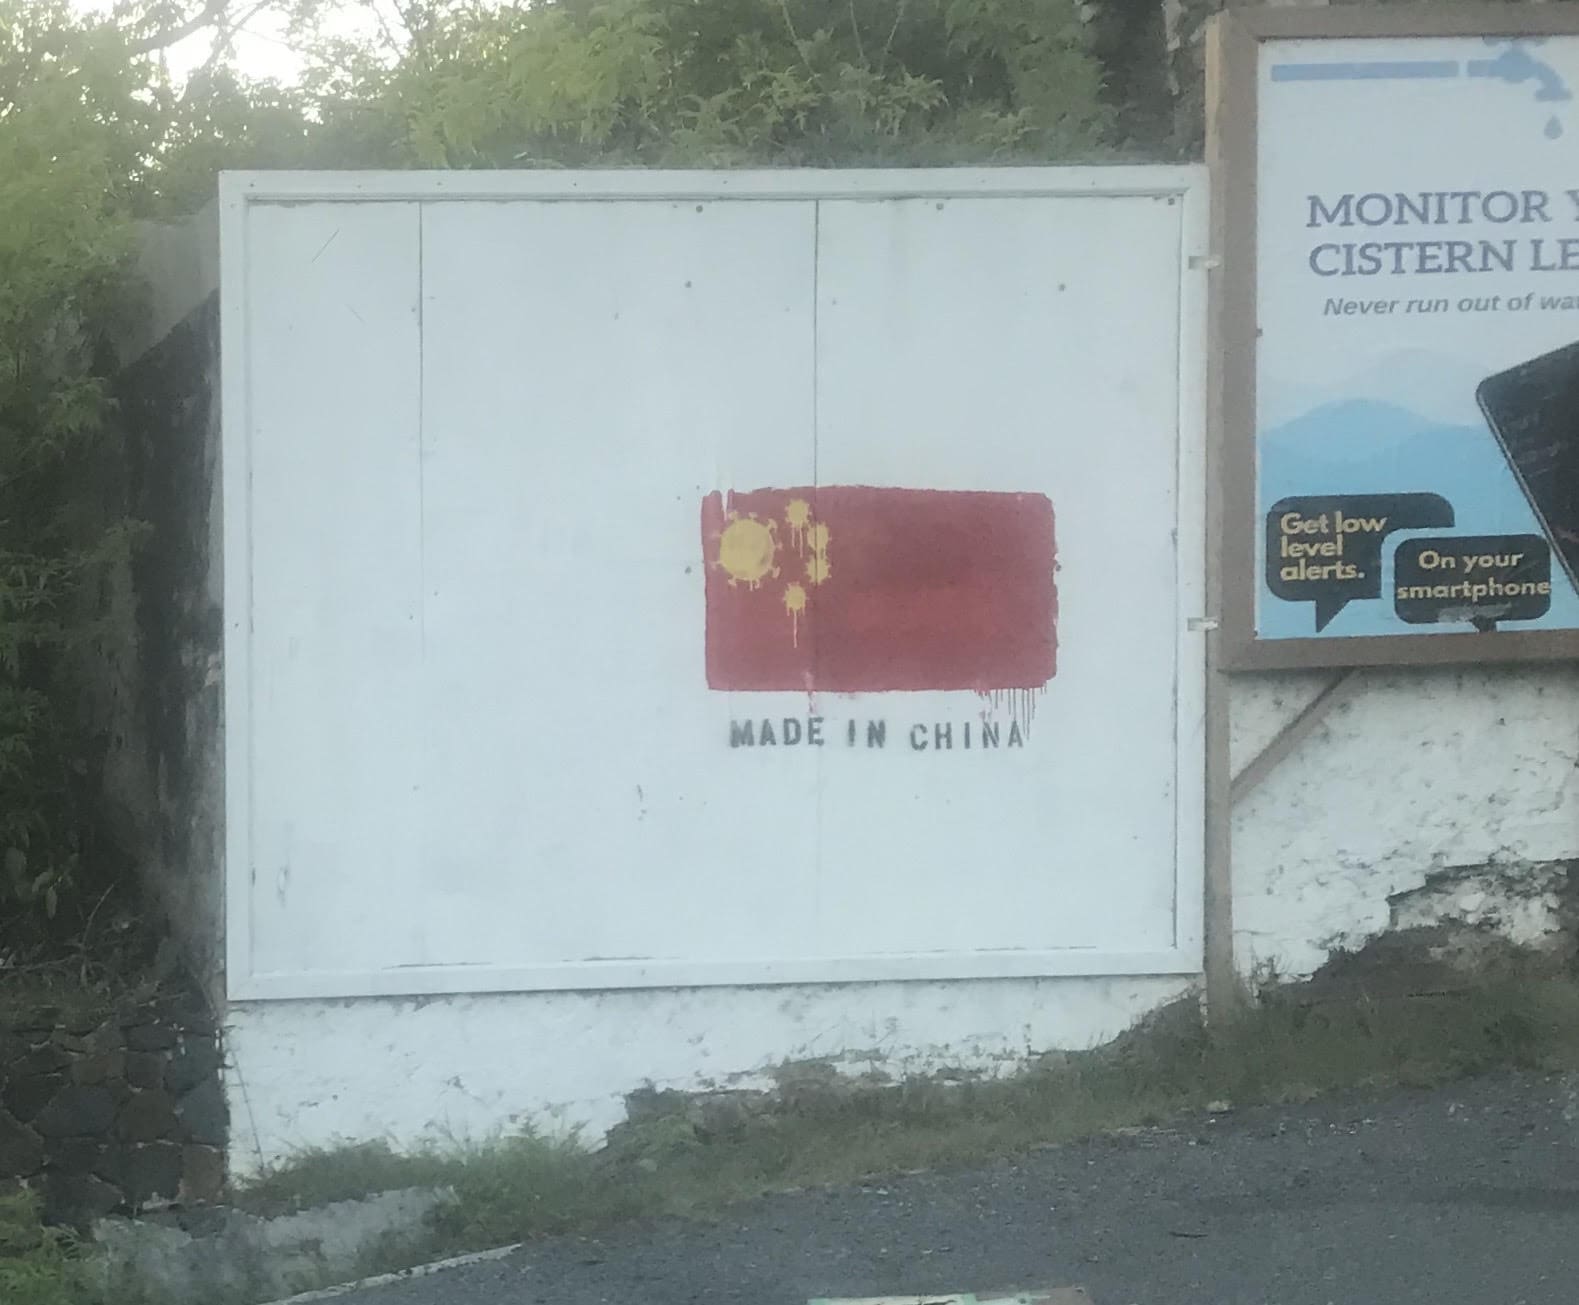 MADE IN CHINA
MONITOR
CISTERN
Never run out of
Get low
level
alerts.
On your
smartphone